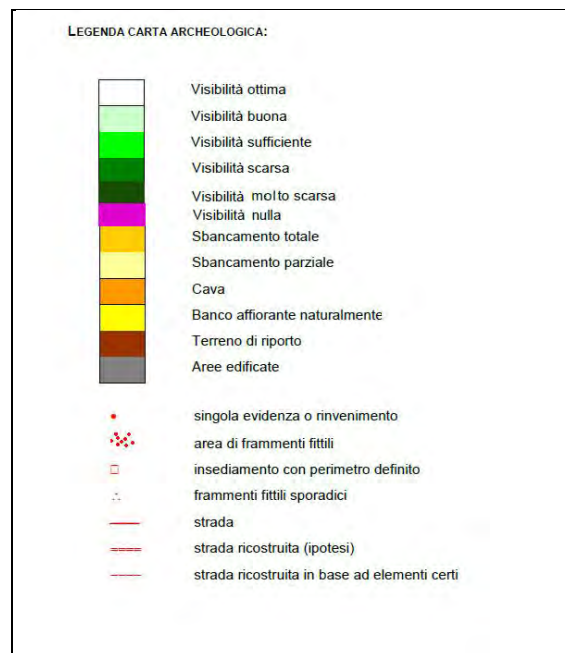 LEGENDA CARTA ARCHEOLOGICA:
Visibilità ottima
Visibilità buona
Visibilità sufficiente
Visibilità scarsa
Visibilità molto scarsa
Visibilità nulla
Sbancamento totale
Sbancamento parziale
Cava
Banco affiorante naturalmente
Terreno di riporto
Aree edificate
singola evidenza o rinvenimento
area di frammenti fittili
insediamento con perimetro definito
frammenti fittili sporadici
strada
strada ricostruita (ipotesi)
strada ricostruita in base ad elementi certi